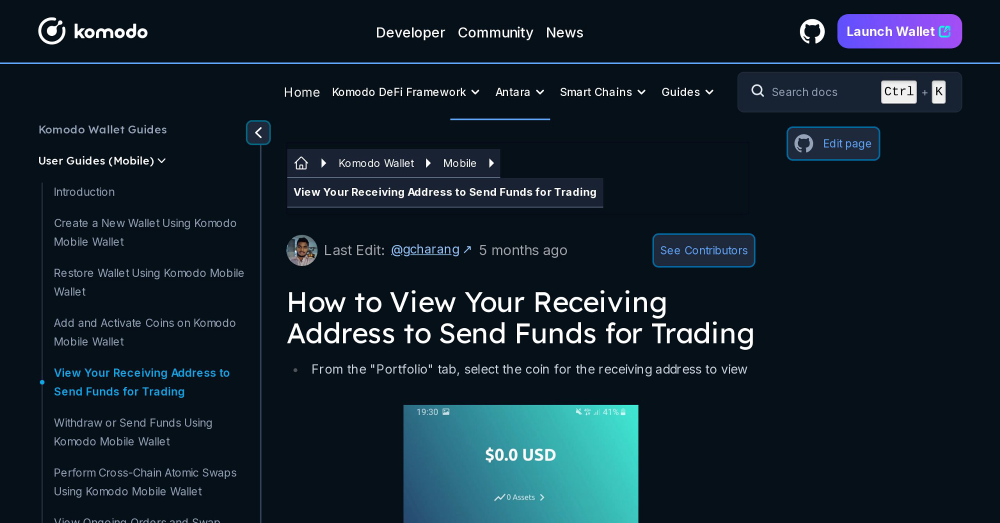 komodo
Developer Community News
Launch Wallet
Home Komodo DeFi Framework Antara Smart Chains Guides
Search docs Ctrl + K
Komodo Wallet Guides
User Guides (Mobile)
Introduction
Create a New Wallet Using Komodo
Mobile Wallet
Restore Wallet Using Komodo Mobile
Wallet
Add and Activate Coins on Komodo
Mobile Wallet
View Your Receiving Address to
Send Funds for Trading
Withdraw or Send Funds Using
Komodo Mobile Wallet
Perform Cross-Chain Atomic Swaps
Using Komodo Mobile Wallet
View Ongoing Orders and Swap
Komodo Wallet Mobile
View Your Receiving Address to Send Funds for Trading
Edit page
Last Edit: @gcharang ↗ 5 months ago
See Contributors
How to View Your Receiving
Address to Send Funds for Trading
• From the "Portfolio" tab, select the coin for the receiving address to view
19:30 41%
$0.0 USD
0 Assets